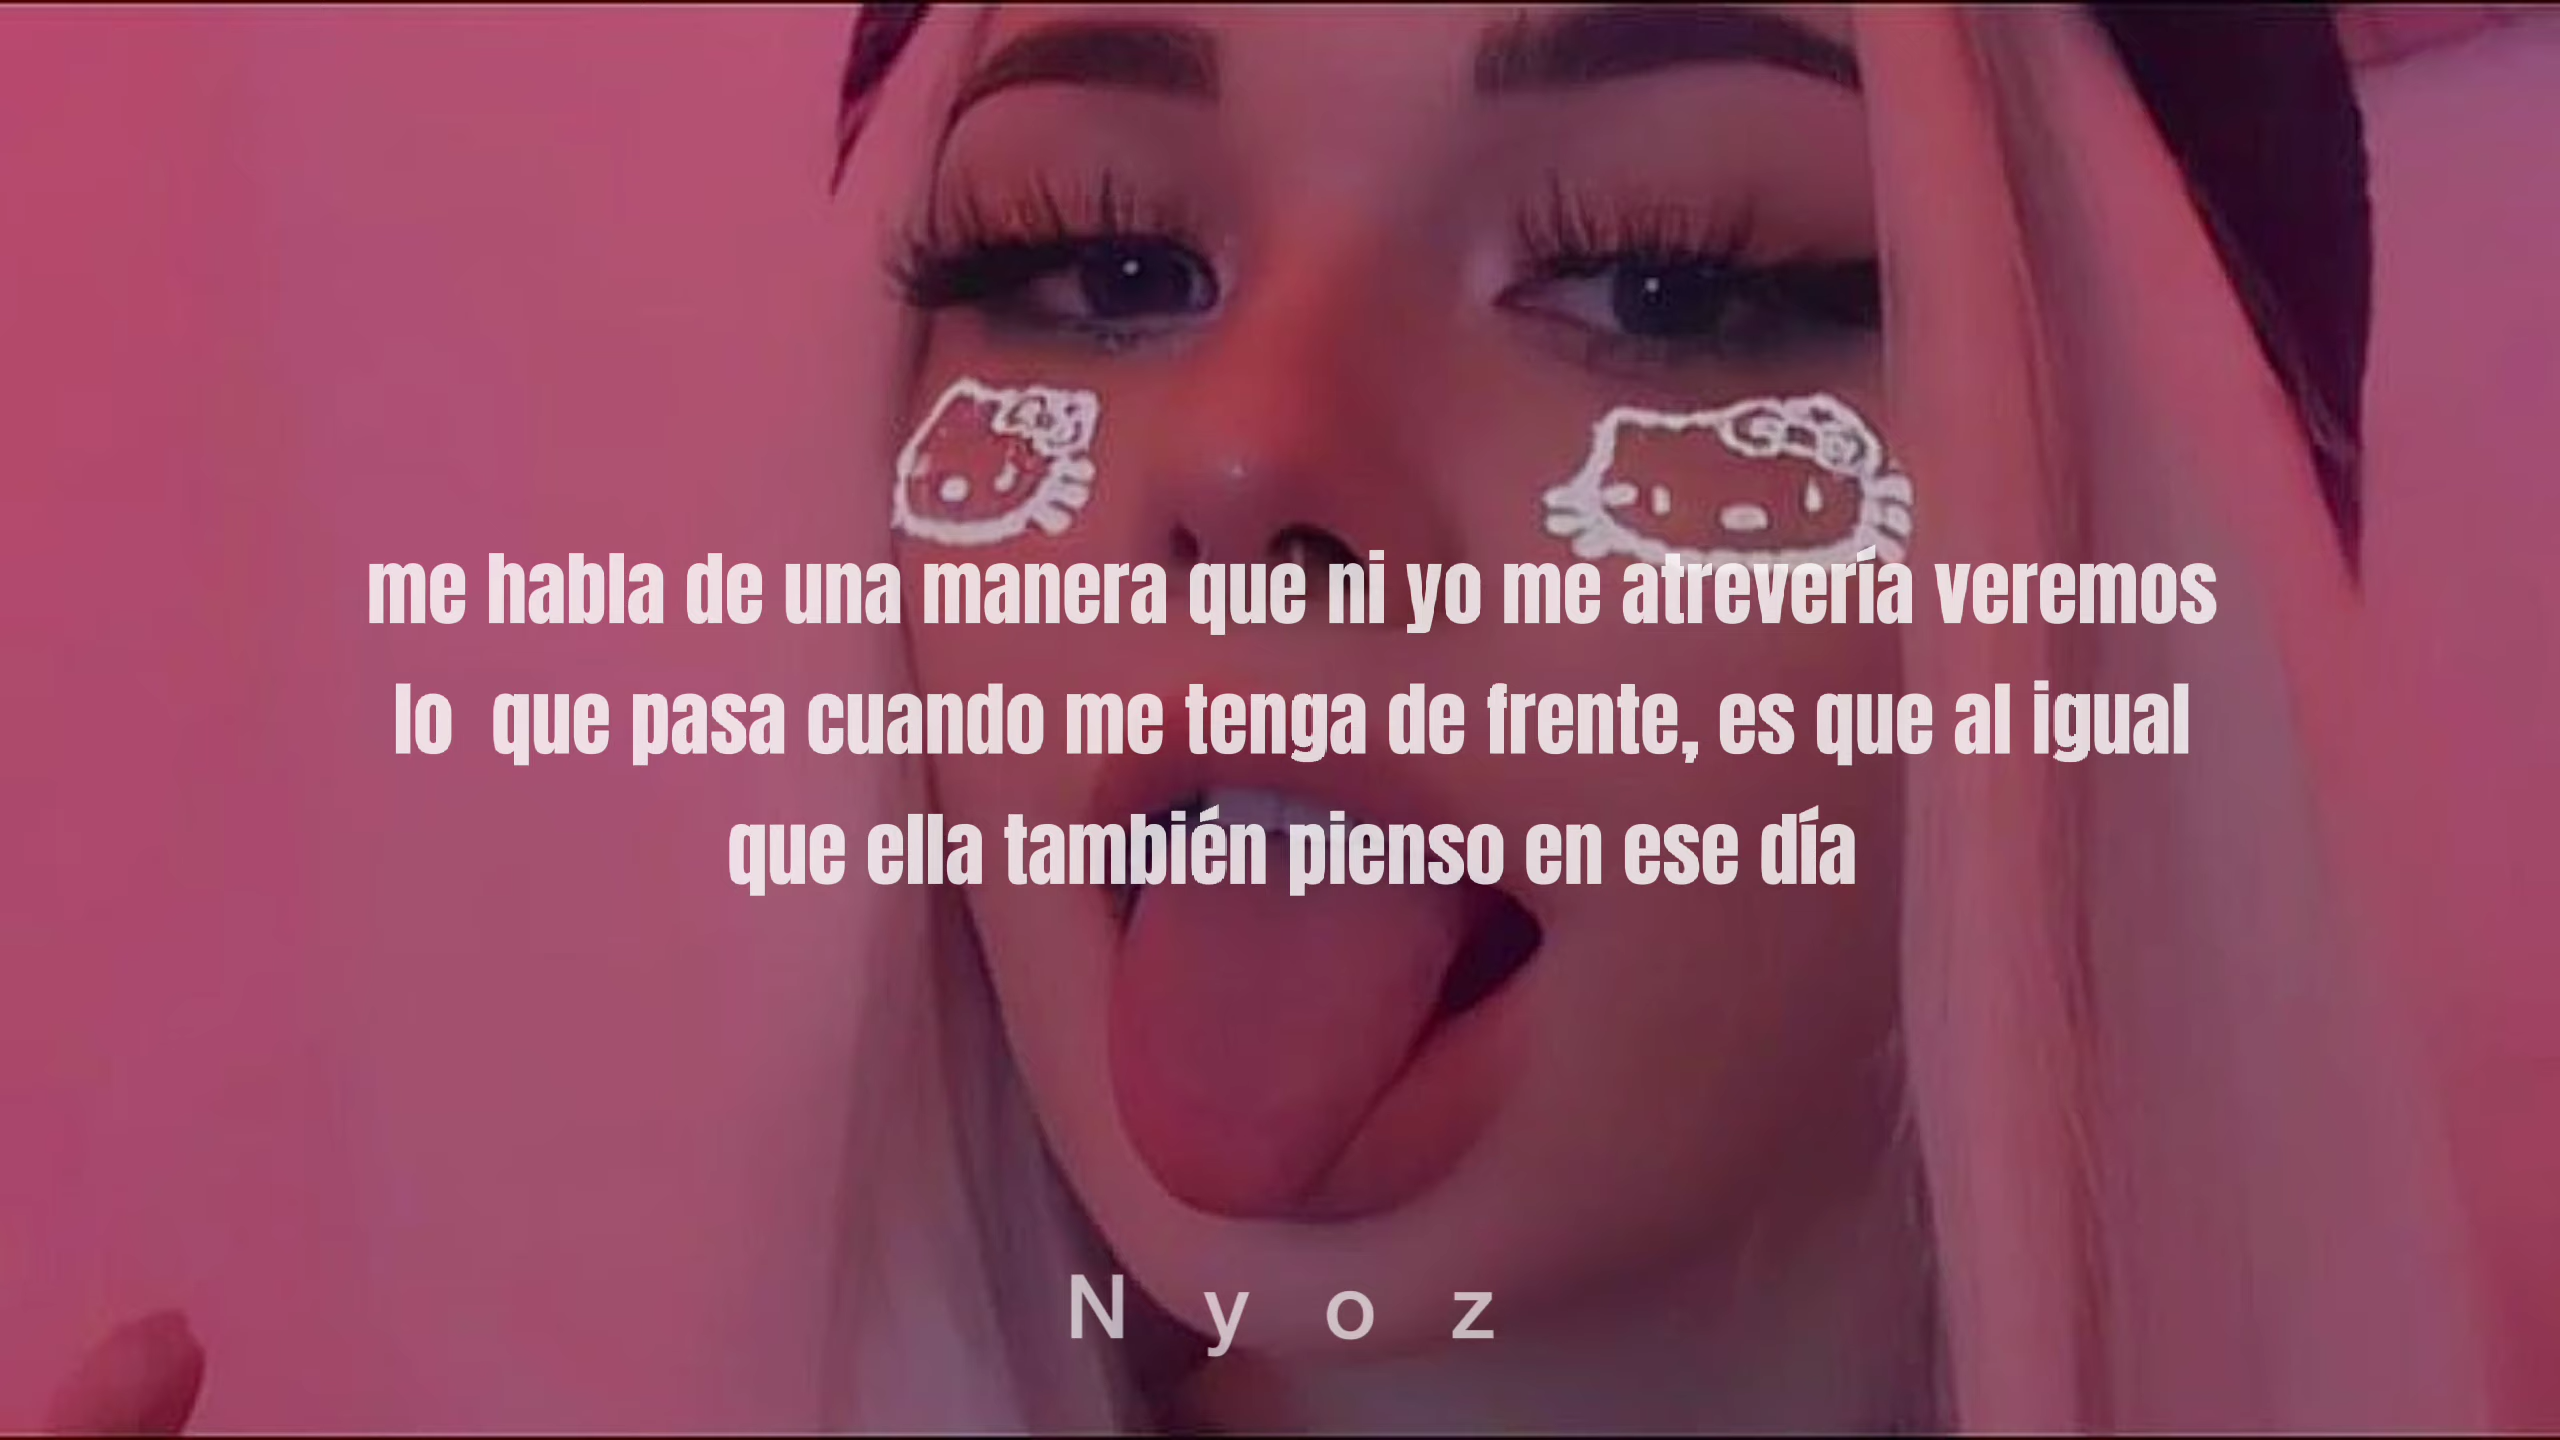 me habla de una manera que ni yo me atrevería veremos
lo que pasa cuando me tenga de frente, es que al igual
que ella también pienso en ese día
N y o z